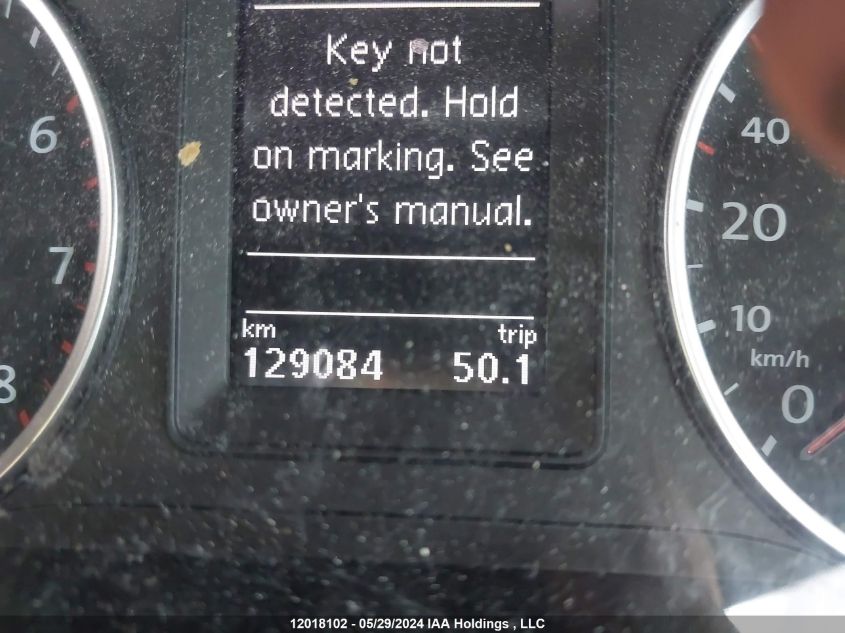 Key not
detected. Hold
on marking. See
owner's manual.
km trip
129084 50.1
6
7
8
40
20
10
km/h
0
12018102 - 05/29/2024 IAA Holdings , LLC